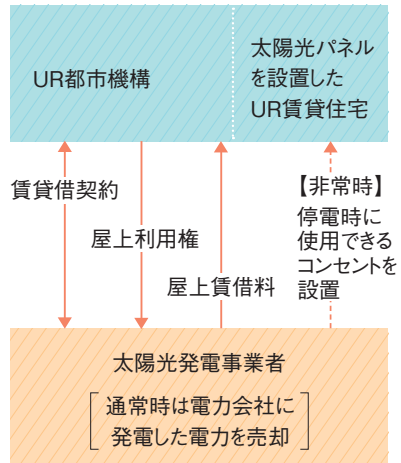 UR都市機構
太陽光パネル
を設置した
UR賃貸住宅
賃貸借契約
屋上利用権
屋上賃借料
【非常時】
停電時に
使用できる
コンセントを
設置
太陽光発電事業者
通常時は電力会社に
発電した電力を売却